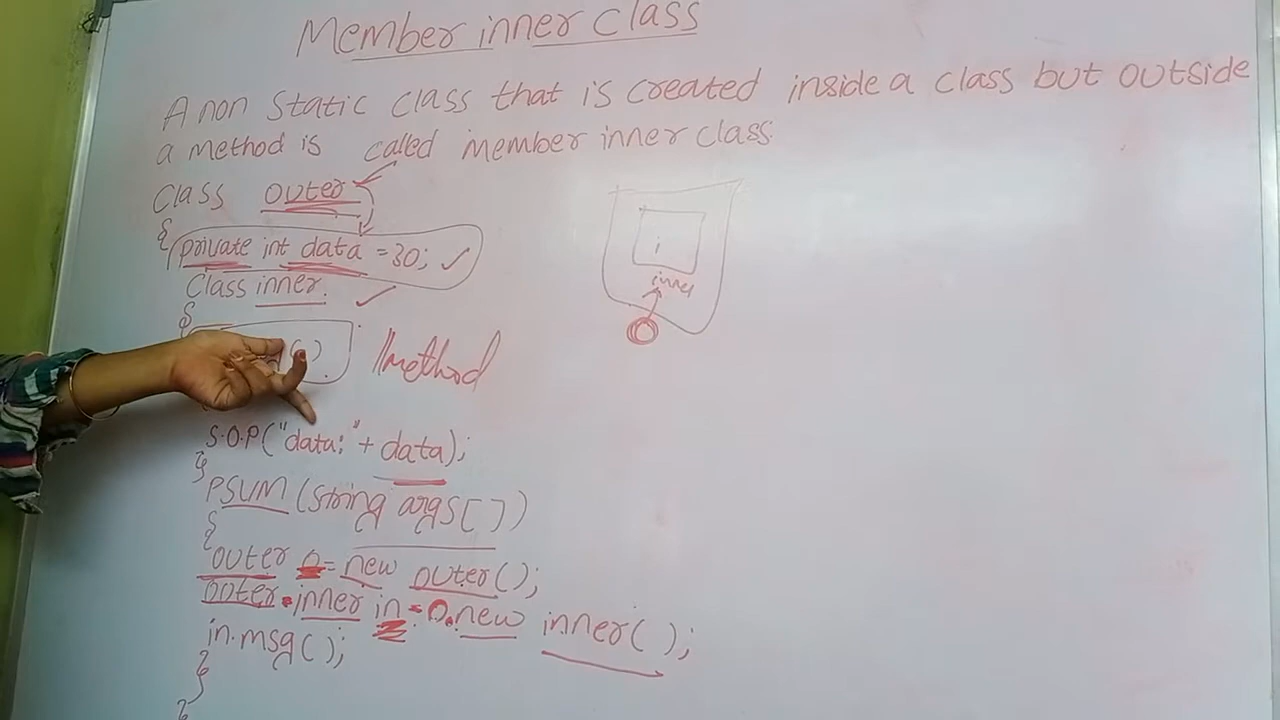 Member inner class
A non static class that is created inside a class but outside
a method is called member inner class
Class outer
{ private int data = 30; ✓
Class inner. ✓
{
( ) //method
S.O.P("data:" + data);
}
PSVM (String args[])
{
outer o = new outer();
outer.inner in = o.new inner();
in.msg();
}
}
i
inner